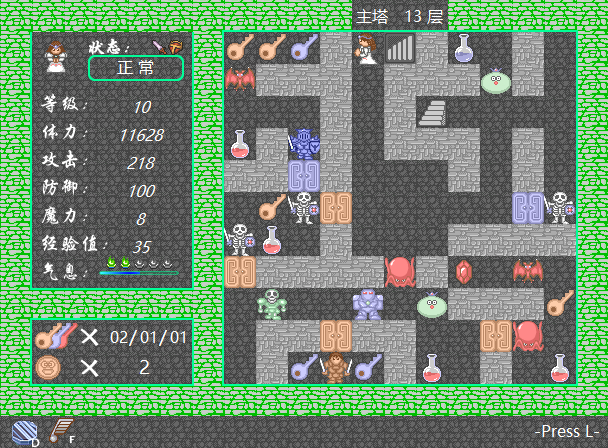 主塔 13 层
状态:
正常
等级: 10
体力: 11628
攻击: 218
防御: 100
魔力: 8
经验值: 35
气息:
× 02/01/01
× 2
D
F
-Press L-